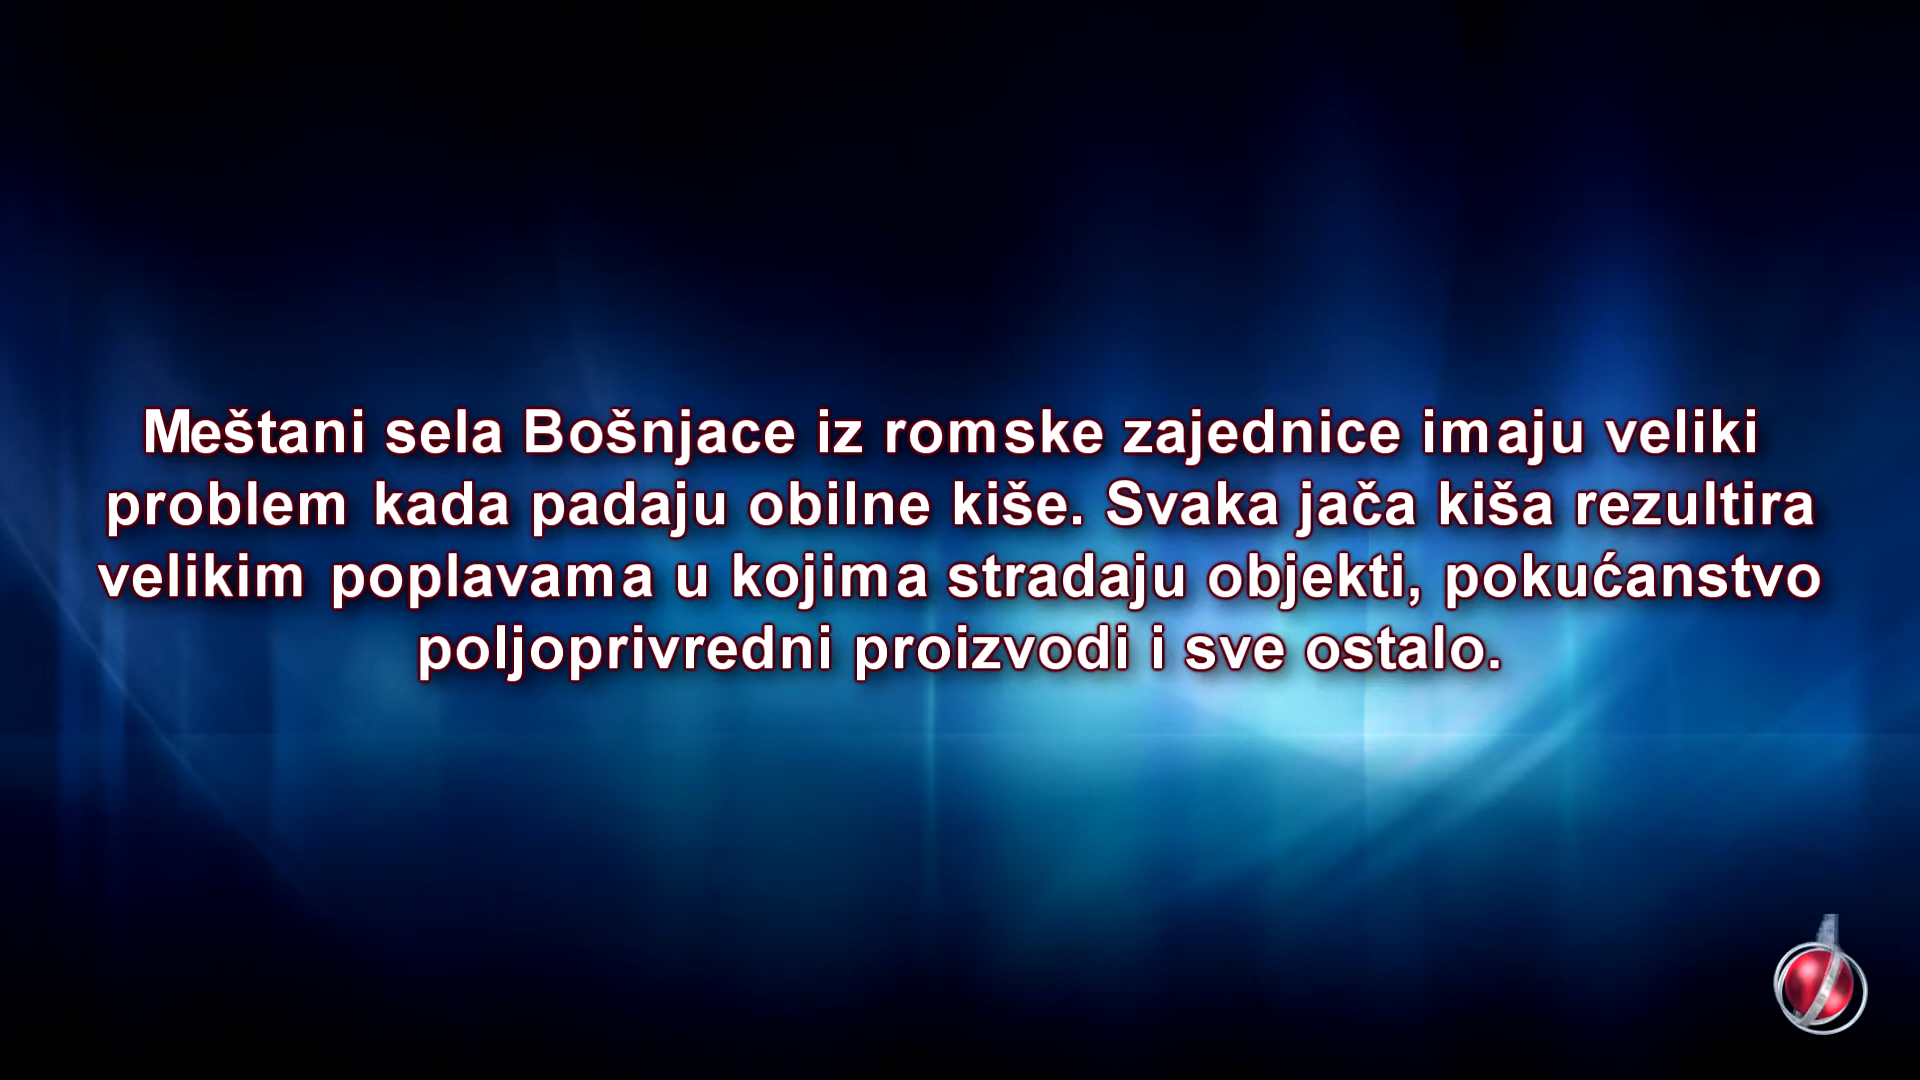 Meštani sela Bošnjace iz romske zajednice imaju veliki
problem kada padaju obilne kiše. Svaka jača kiša rezultira
velikim poplavama u kojima stradaju objekti, pokućanstvo
poljoprivredni proizvodi i sve ostalo.